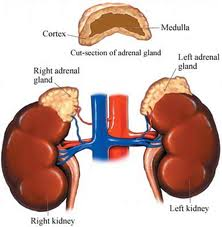 Cortex
Medulla
Cut-section of adrenal gland
Right adrenal
gland
Left adrenal
gland
Right kidney
Left kidney